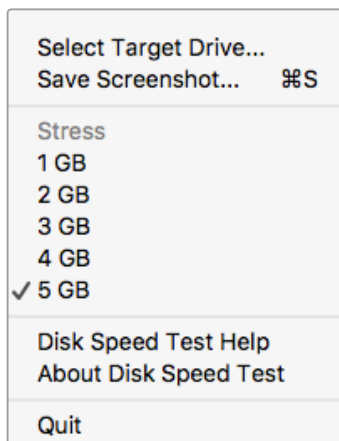 Select Target Drive...
Save Screenshot... ⌘S
Stress
1 GB
2 GB
3 GB
4 GB
✓ 5 GB
Disk Speed Test Help
About Disk Speed Test
Quit